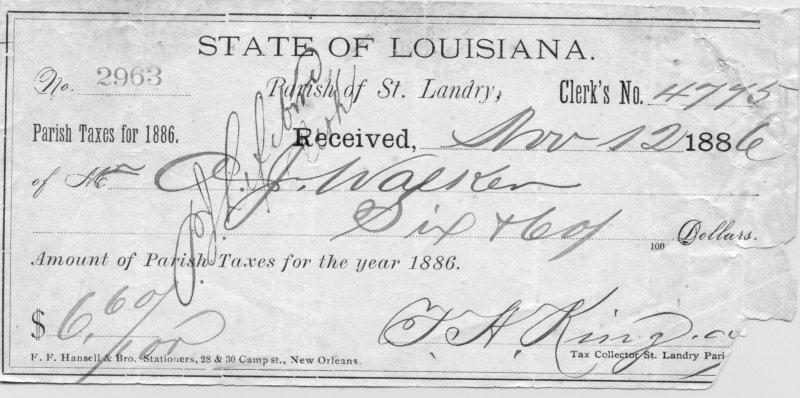 STATE OF LOUISIANA.
No. 2963 Parish of St. Landry, Clerk's No. 4775
Parish Taxes for 1886. Received, Nov 12 1886
of Mr P. J. Walker
Six & 60/100 Dollars.
Amount of Parish Taxes for the year 1886.
$ 6.60/100 T. A. King
F. F. Hansell & Bro. Stationers, 28 & 30 Camp st., New Orleans. Tax Collector St. Landry Pari